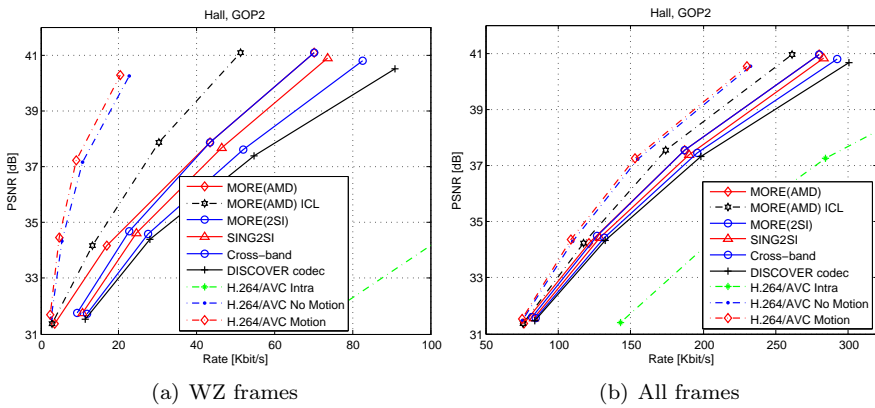 Hall, GOP2
41
39
37
35
33
31
PSNR [dB]
0
20
40
60
80
100
Rate [Kbit/s]
MORE(AMD)
MORE(AMD) ICL
MORE(2SI)
SING2SI
Cross-band
DISCOVER codec
H.264/AVC Intra
H.264/AVC No Motion
H.264/AVC Motion
(a) WZ frames
Hall, GOP2
41
39
37
35
33
31
PSNR [dB]
50
100
150
200
250
300
Rate [Kbit/s]
MORE(AMD)
MORE(AMD) ICL
MORE(2SI)
SING2SI
Cross-band
DISCOVER codec
H.264/AVC Intra
H.264/AVC No Motion
H.264/AVC Motion
(b) All frames